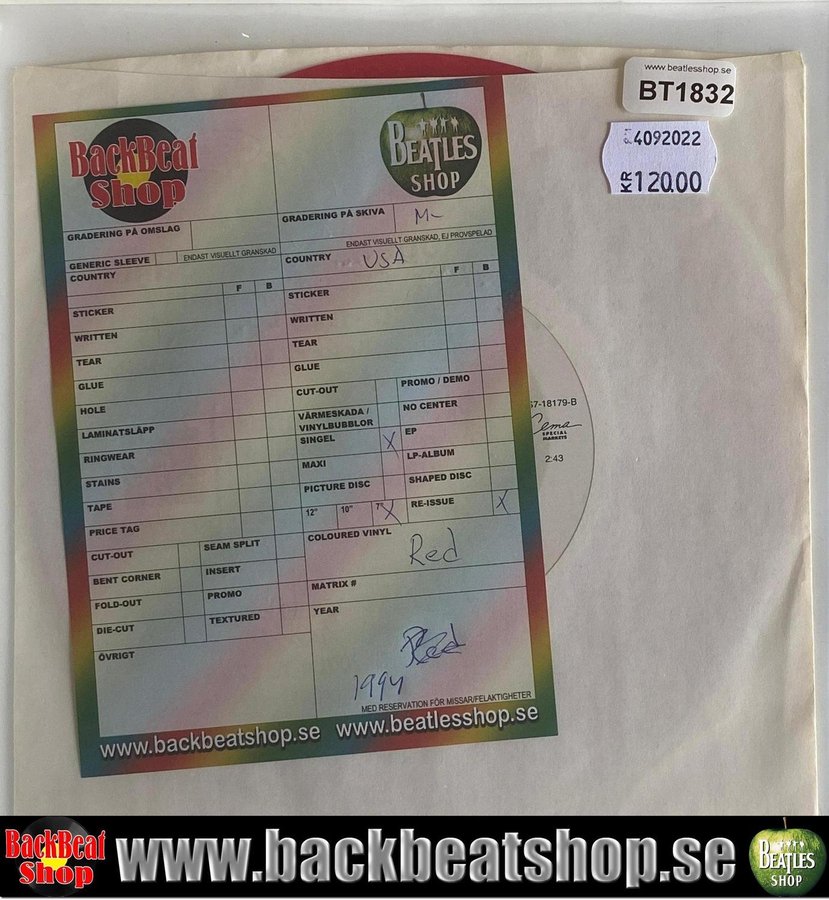 www.beatlesshop.se
BT1832
4092022
KR 120.00
BackBeat
Shop
BEATLES
SHOP
GRADERING PÅ OMSLAG
GENERIC SLEEVE
ENDAST VISUELLT GRANSKAD
COUNTRY
F B
STICKER
WRITTEN
TEAR
GLUE
HOLE
LAMINATSLÄPP
RINGWEAR
STAINS
TAPE
PRICE TAG
CUT-OUT
SEAM SPLIT
BENT CORNER
INSERT
FOLD-OUT
PROMO
DIE-CUT
TEXTURED
ÖVRIGT
GRADERING PÅ SKIVA M-
ENDAST VISUELLT GRANSKAD, EJ PROVSPELAD
COUNTRY USA
F B
STICKER
WRITTEN
TEAR
GLUE
CUT-OUT
PROMO / DEMO
VÄRMESKADA /
VINYLBUBBLOR
NO CENTER
SINGEL X
EP
MAXI
LP-ALBUM
PICTURE DISC
SHAPED DISC
12" 10" 7" X
RE-ISSUE X
COLOURED VINYL Red
MATRIX #
YEAR
1994
MED RESERVATION FÖR MISSAR/FELAKTIGHETER
www.backbeatshop.se www.beatlesshop.se
S7-18179-B
Cema
SPECIAL
MARKETS
2:43
BackBeat
Shop
www.backbeatshop.se
BEATLES
SHOP